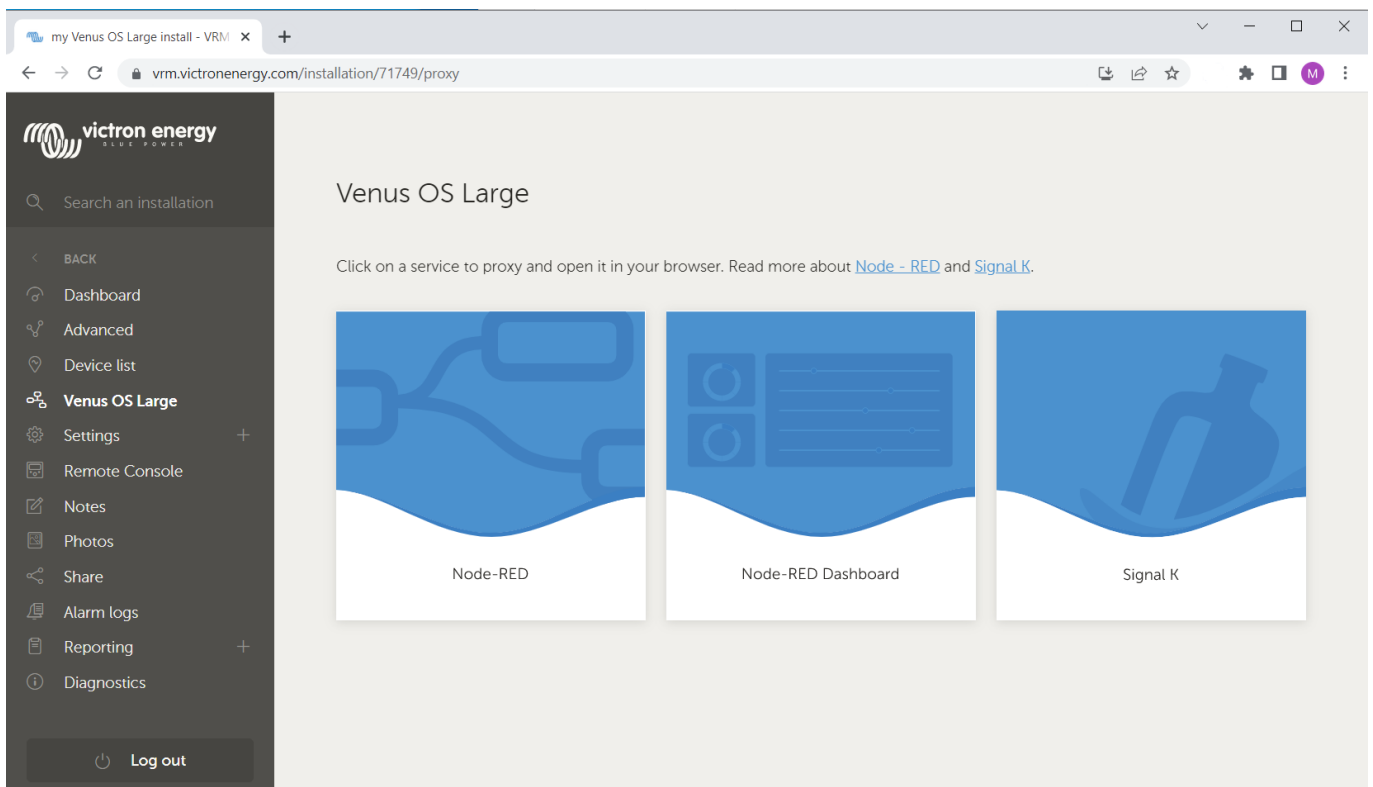 my Venus OS Large install - VRM
vrm.victronenergy.com/installation/71749/proxy
M
victron energy
BLUE POWER
Search an installation
BACK
Dashboard
Advanced
Device list
Venus OS Large
Settings
Remote Console
Notes
Photos
Share
Alarm logs
Reporting
Diagnostics
Log out
Venus OS Large
Click on a service to proxy and open it in your browser. Read more about Node - RED and Signal K.
Node-RED
Node-RED Dashboard
Signal K